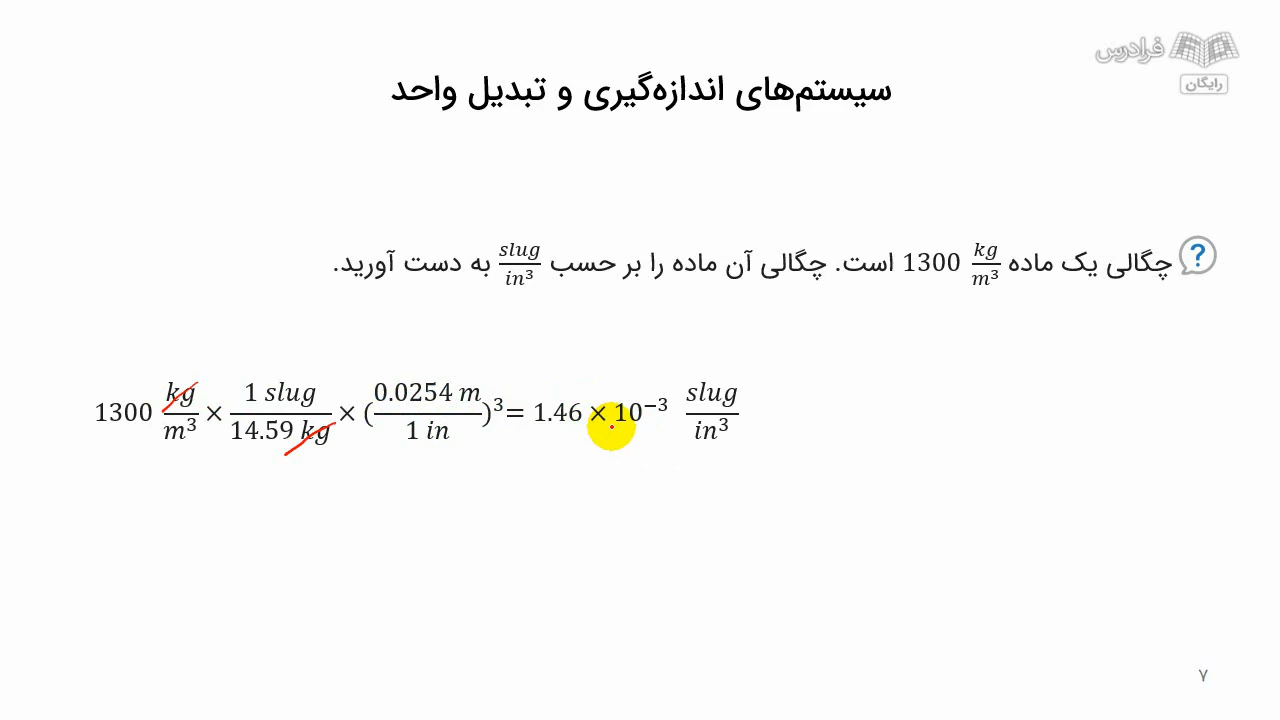 فرادرس
رایگان
سیستم‌های اندازه‌گیری و تبدیل واحد
? چگالی یک ماده 1300 kg/m³ است. چگالی آن ماده را بر حسب slug/in³ به دست آورید.
1300 kg/m³ × 1 slug/14.59 kg × (0.0254 m/1 in)³ = 1.46 × 10⁻³ slug/in³
۷